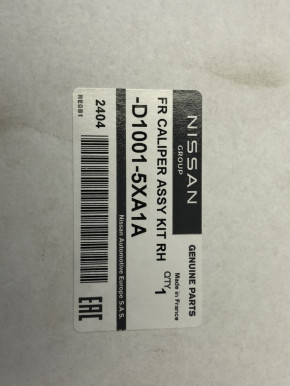 NISSAN
GROUP
GENUINE PARTS
Made in France
FR CALIPER ASSY KIT RH
QTY 1
-D1001-5XA1A
Nissan Automotive Europe S.A.S.
2404
EAC
REGB1